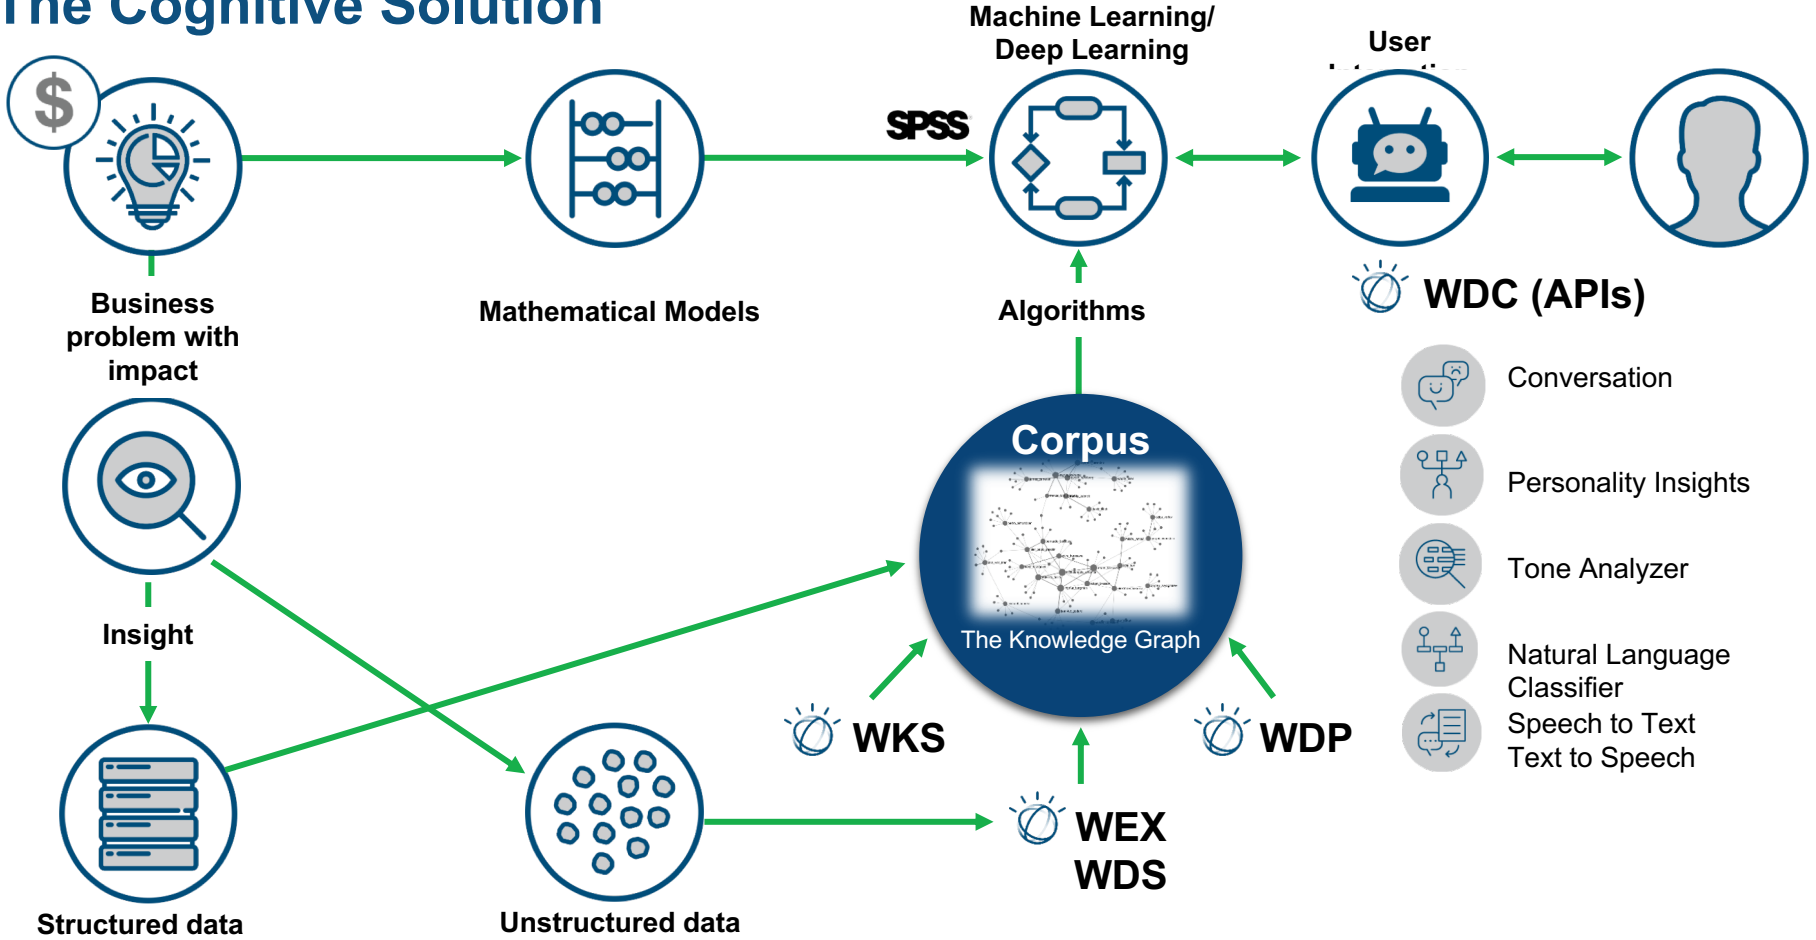 The Cognitive Solution
Machine Learning/
Deep Learning
User
$
SPSS
Business
problem with
impact
Mathematical Models
Algorithms
WDC (APIs)
Conversation
Personality Insights
Tone Analyzer
Natural Language
Classifier
Speech to Text
Text to Speech
Corpus
The Knowledge Graph
Insight
WKS
WDP
WEX
WDS
Structured data
Unstructured data